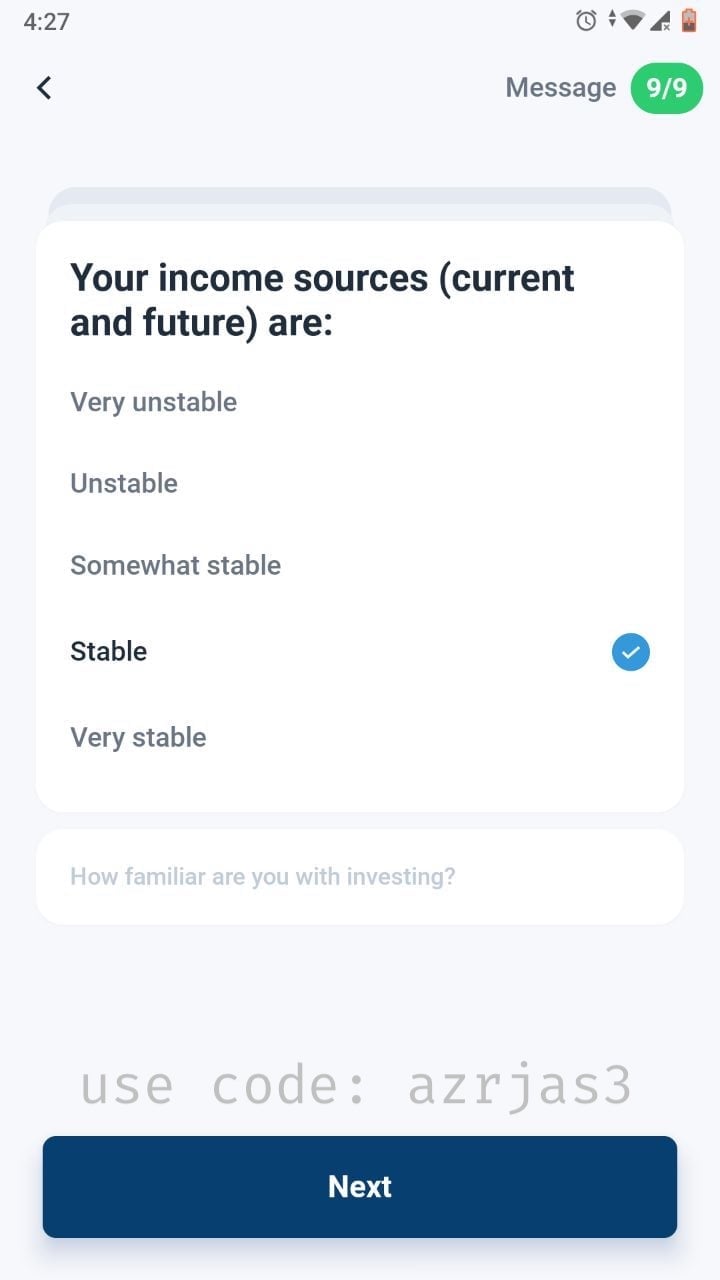 4:27
Message 9/9
Your income sources (current
and future) are:
Very unstable
Unstable
Somewhat stable
Stable
Very stable
How familiar are you with investing?
use code: azrjas3
Next